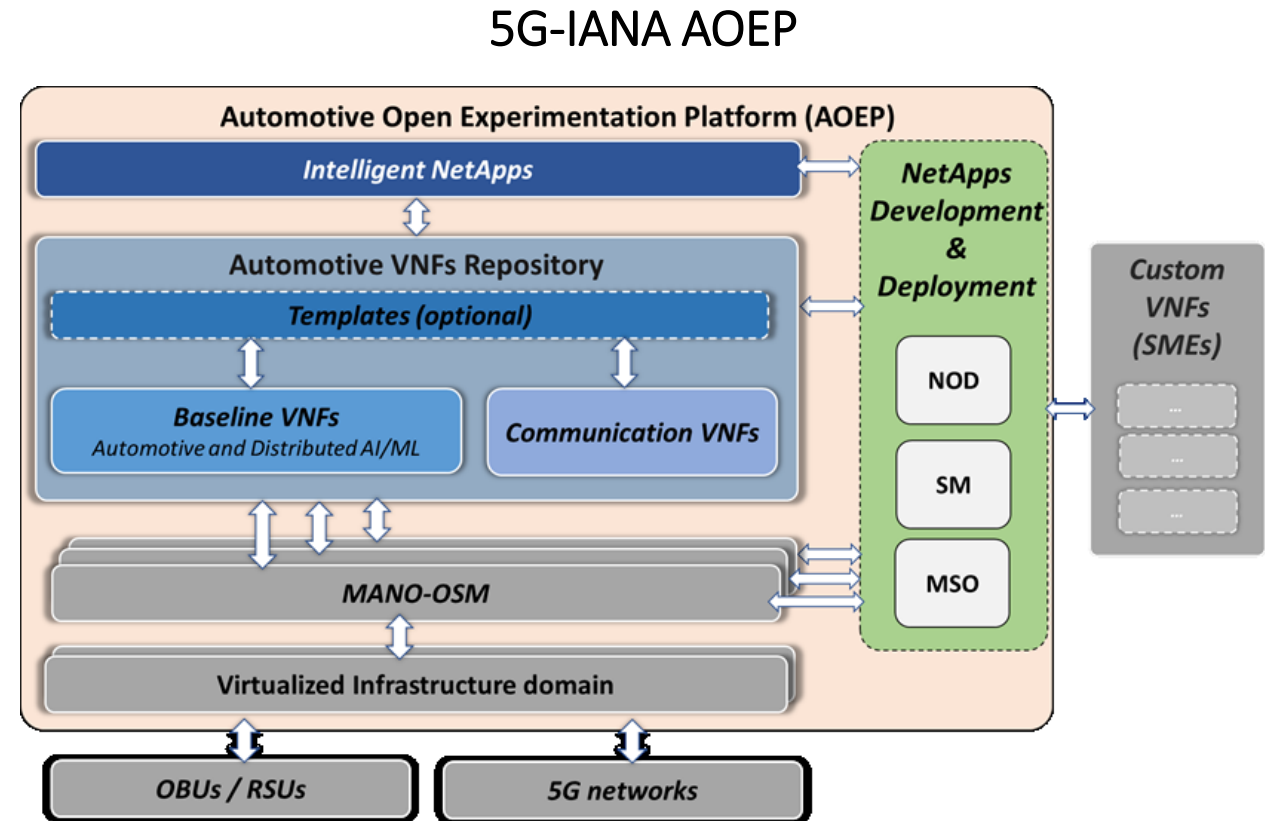 5G-IANA AOEP
Automotive Open Experimentation Platform (AOEP)
Intelligent NetApps
Automotive VNFs Repository
Templates (optional)
Baseline VNFs
Automotive and Distributed AI/ML
Communication VNFs
MANO-OSM
Virtualized Infrastructure domain
OBUs / RSUs
5G networks
NetApps
Development
&
Deployment
NOD
SM
MSO
Custom
VNFs
(SMEs)
...
...
...